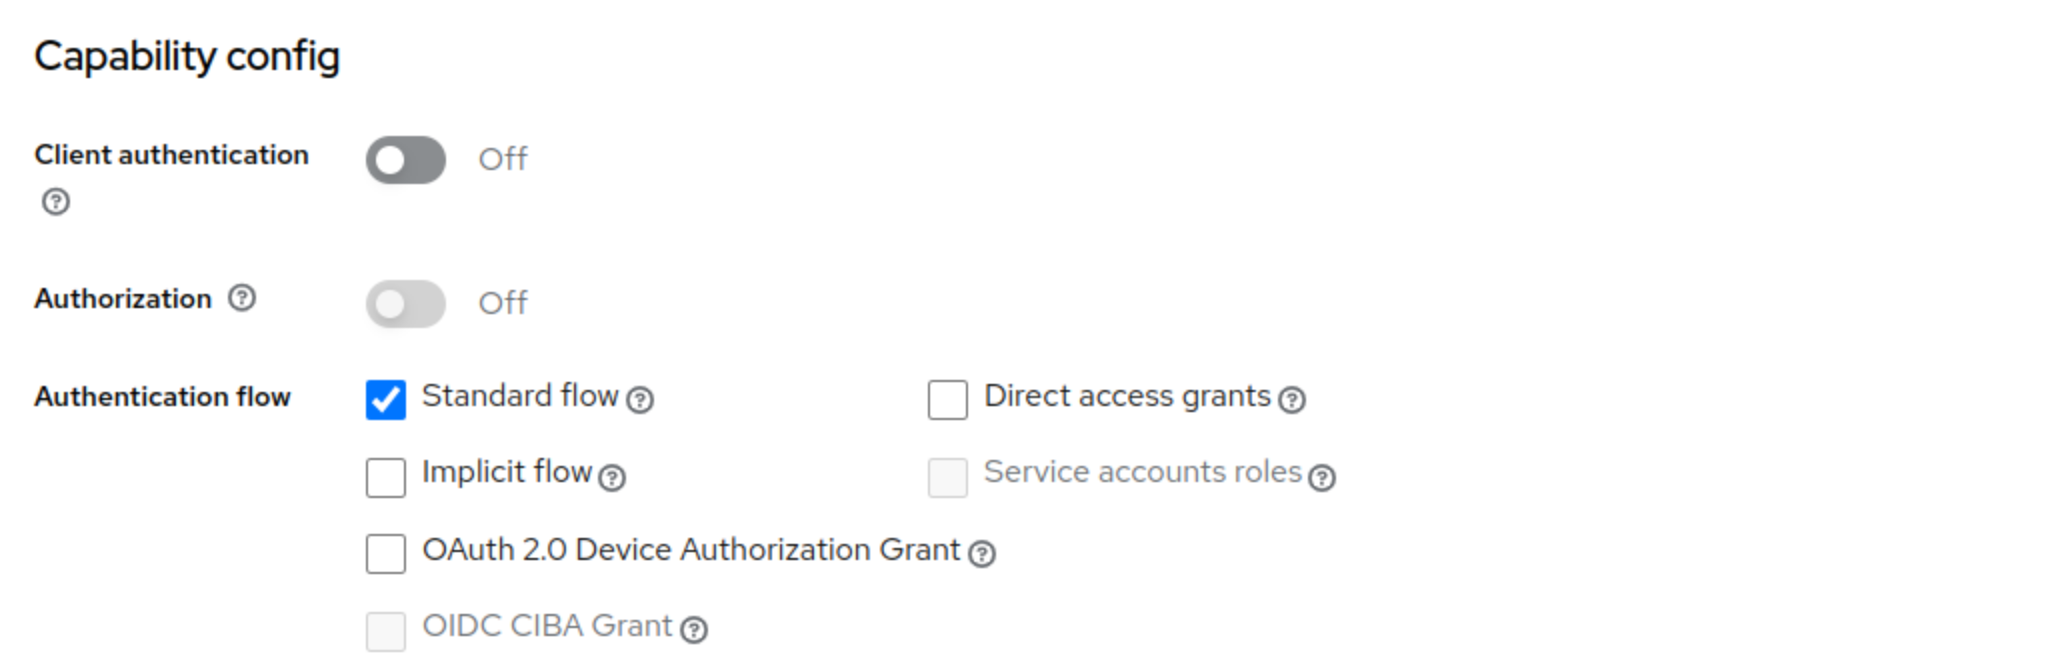 Capability config
Client authentication
Off
Authorization
Off
Authentication flow
Standard flow
Direct access grants
Implicit flow
Service accounts roles
OAuth 2.0 Device Authorization Grant
OIDC CIBA Grant